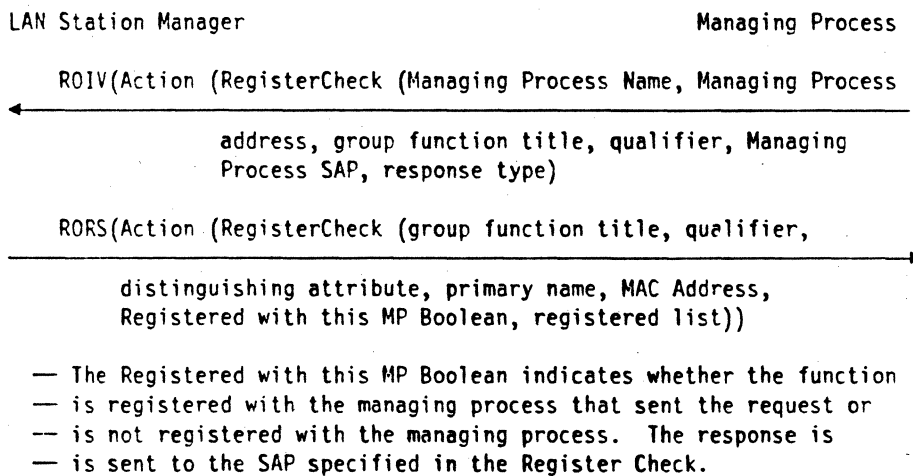 LAN Station Manager Managing Process
ROIV(Action (RegisterCheck (Managing Process Name, Managing Process
address, group function title, qualifier, Managing
Process SAP, response type)
RORS(Action (RegisterCheck (group function title, qualifier,
distinguishing attribute, primary name, MAC Address,
Registered with this MP Boolean, registered list))
— The Registered with this MP Boolean indicates whether the function
— is registered with the managing process that sent the request or
— is not registered with the managing process. The response is
— is sent to the SAP specified in the Register Check.